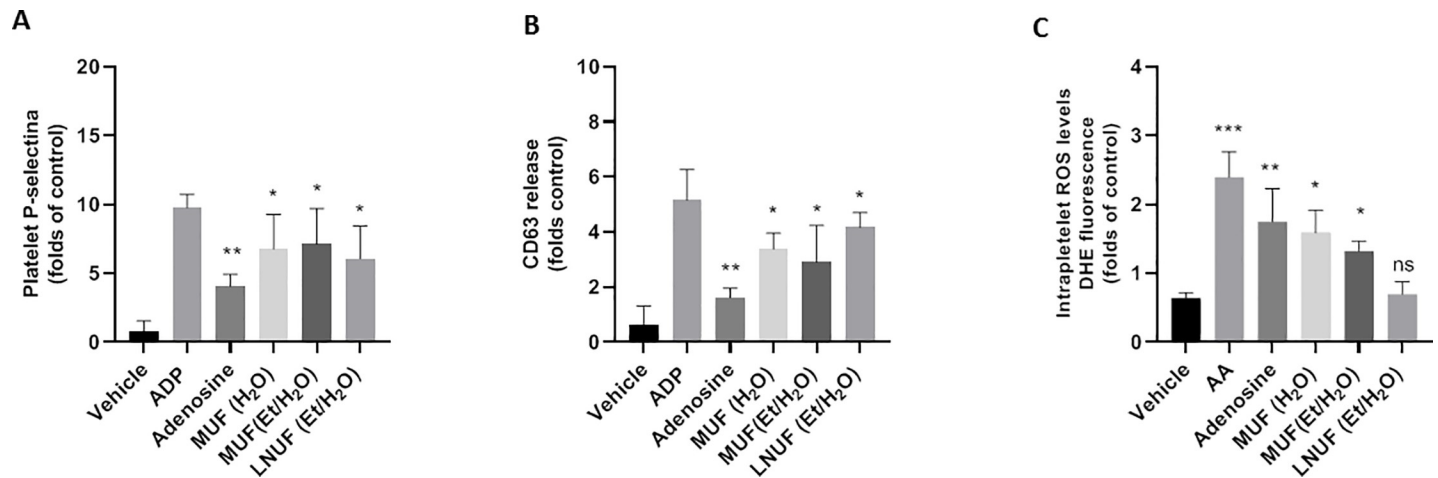 A
Platelet P-selectina
(folds of control)
20
15
10
5
0
**
*
*
*
Vehicle
ADP
Adenosine
MUF (H₂O)
MUF(Et/H₂O)
LNUF (Et/H₂O)
B
CD63 release
(folds control)
10
8
6
4
2
0
**
*
*
*
Vehicle
ADP
Adenosine
MUF (H₂O)
MUF(Et/H₂O)
LNUF (Et/H₂O)
C
Intrapletelet ROS levels
DHE fluorescence
(folds of control)
4
3
2
1
0
***
**
*
*
ns
Vehicle
AA
Adenosine
MUF (H₂O)
MUF(Et/H₂O)
LNUF (Et/H₂O)